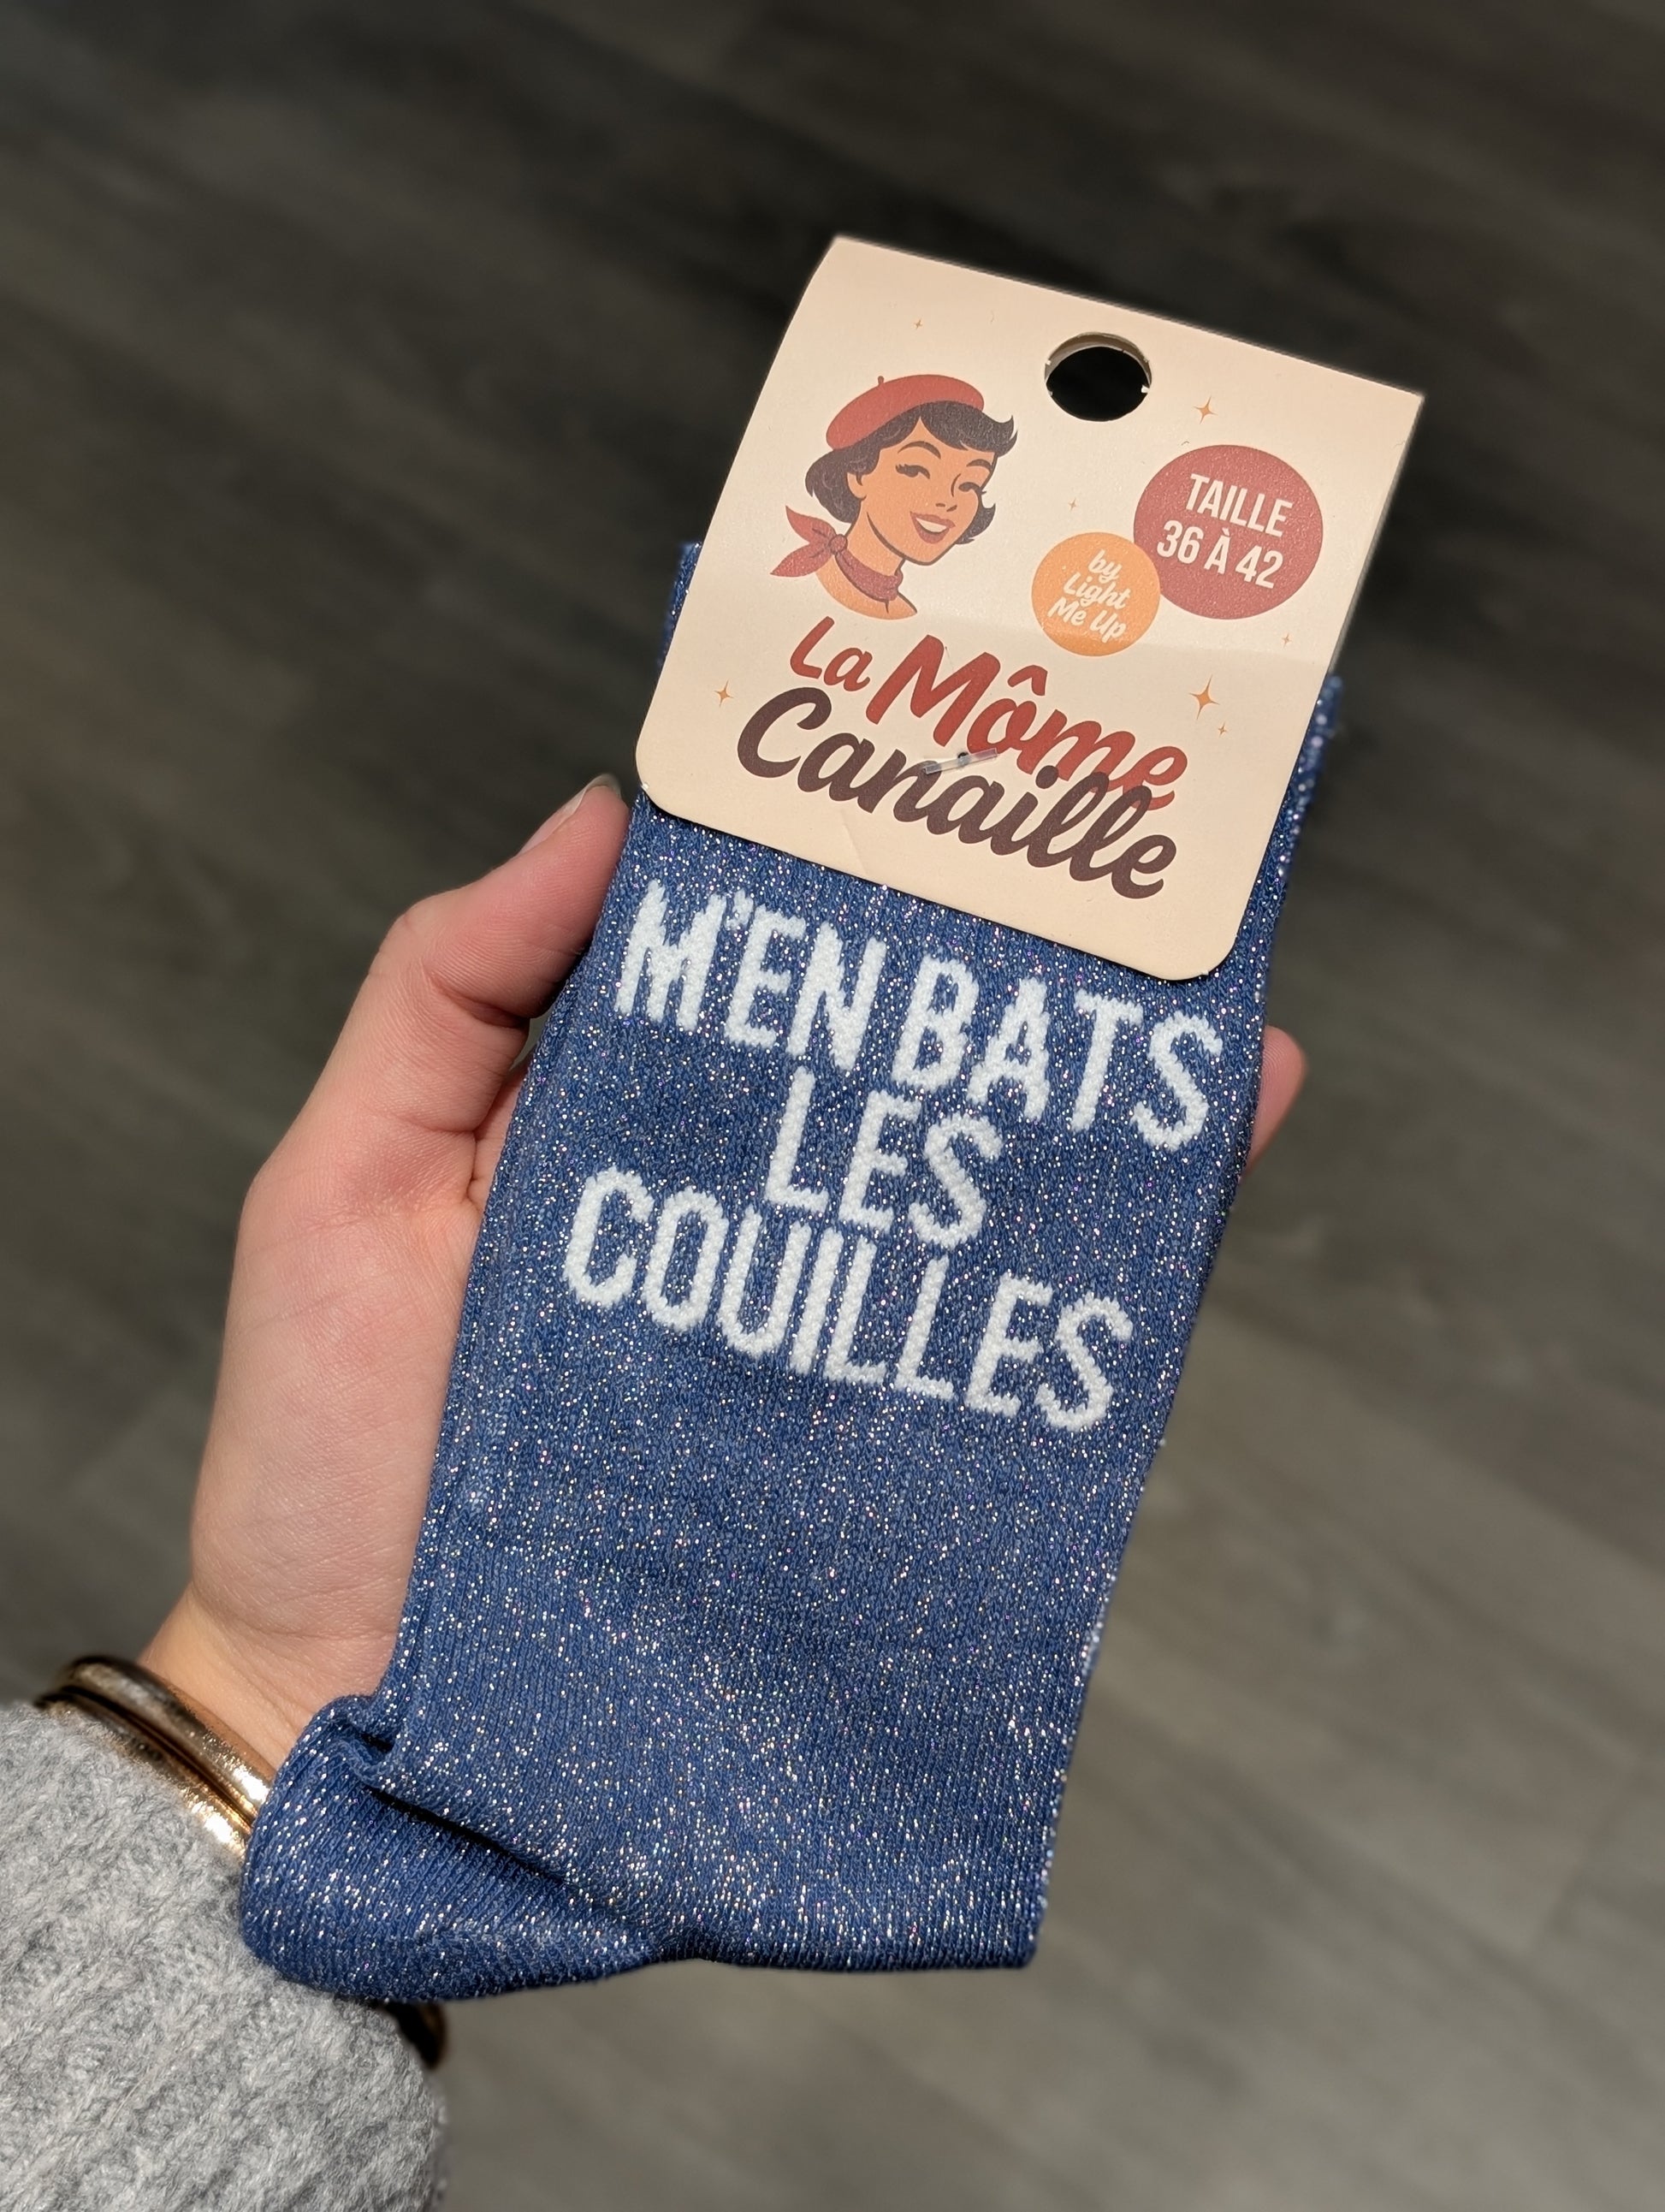 TAILLE
36 À 42
by
Light
Me Up
La Môme
Canaille
M'EN BATS
LES
COUILLES